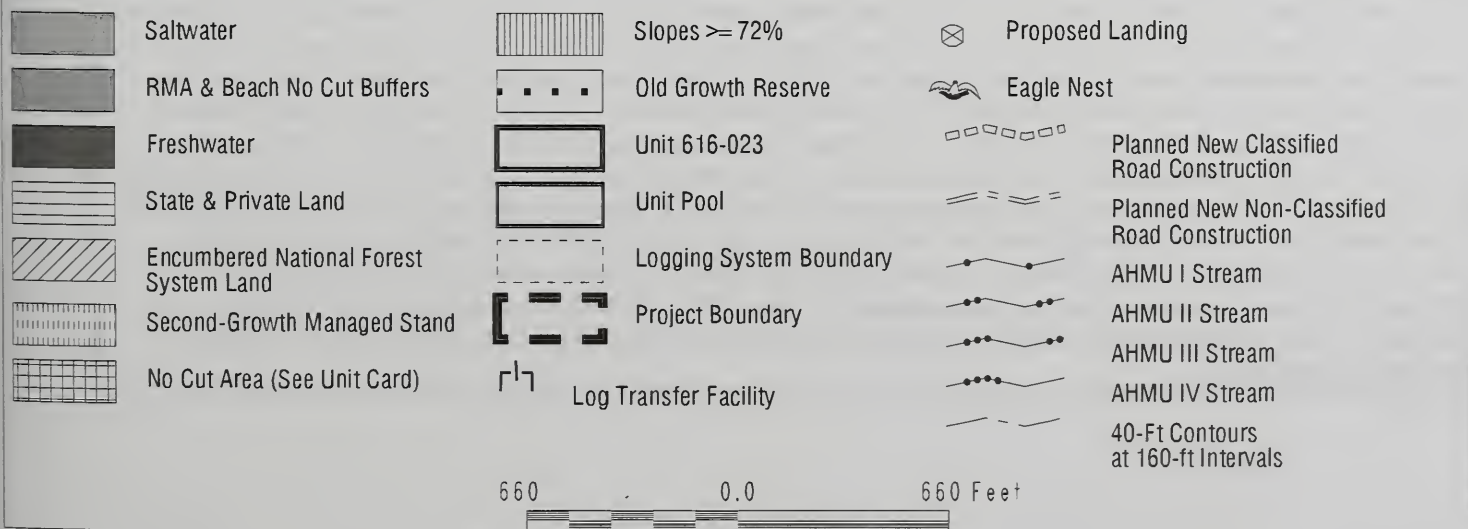 Saltwater
RMA & Beach No Cut Buffers
Freshwater
State & Private Land
Encumbered National Forest
System Land
Second-Growth Managed Stand
No Cut Area (See Unit Card)
Slopes >= 72%
Old Growth Reserve
Unit 616-023
Unit Pool
Logging System Boundary
Project Boundary
Log Transfer Facility
Proposed Landing
Eagle Nest
Planned New Classified
Road Construction
Planned New Non-Classified
Road Construction
AHMU I Stream
AHMU II Stream
AHMU III Stream
AHMU IV Stream
40-Ft Contours
at 160-ft Intervals
660 0.0 660 Feet